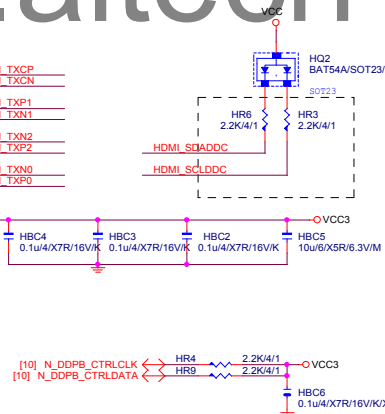 VCC
HQ2
BAT54A/SOT23/
SOT23
_TXCP
_TXCN
_TXP1
_TXN1
_TXN2
_TXP2
_TXN0
_TXP0
HR6
2.2K/4/1
HR3
2.2K/4/1
HDMI_SDADDC
HDMI_SCLDDC
VCC3
HBC4
0.1u/4/X7R/16V/K
HBC3
0.1u/4/X7R/16V/K
HBC2
0.1u/4/X7R/16V/K
HBC5
10u/6/X5R/6.3V/M
[10] N_DDPB_CTRLCLK
HR4
2.2K/4/1
VCC3
[10] N_DDPB_CTRLDATA
HR9
2.2K/4/1
HBC6
0.1u/4/X7R/16V/K/